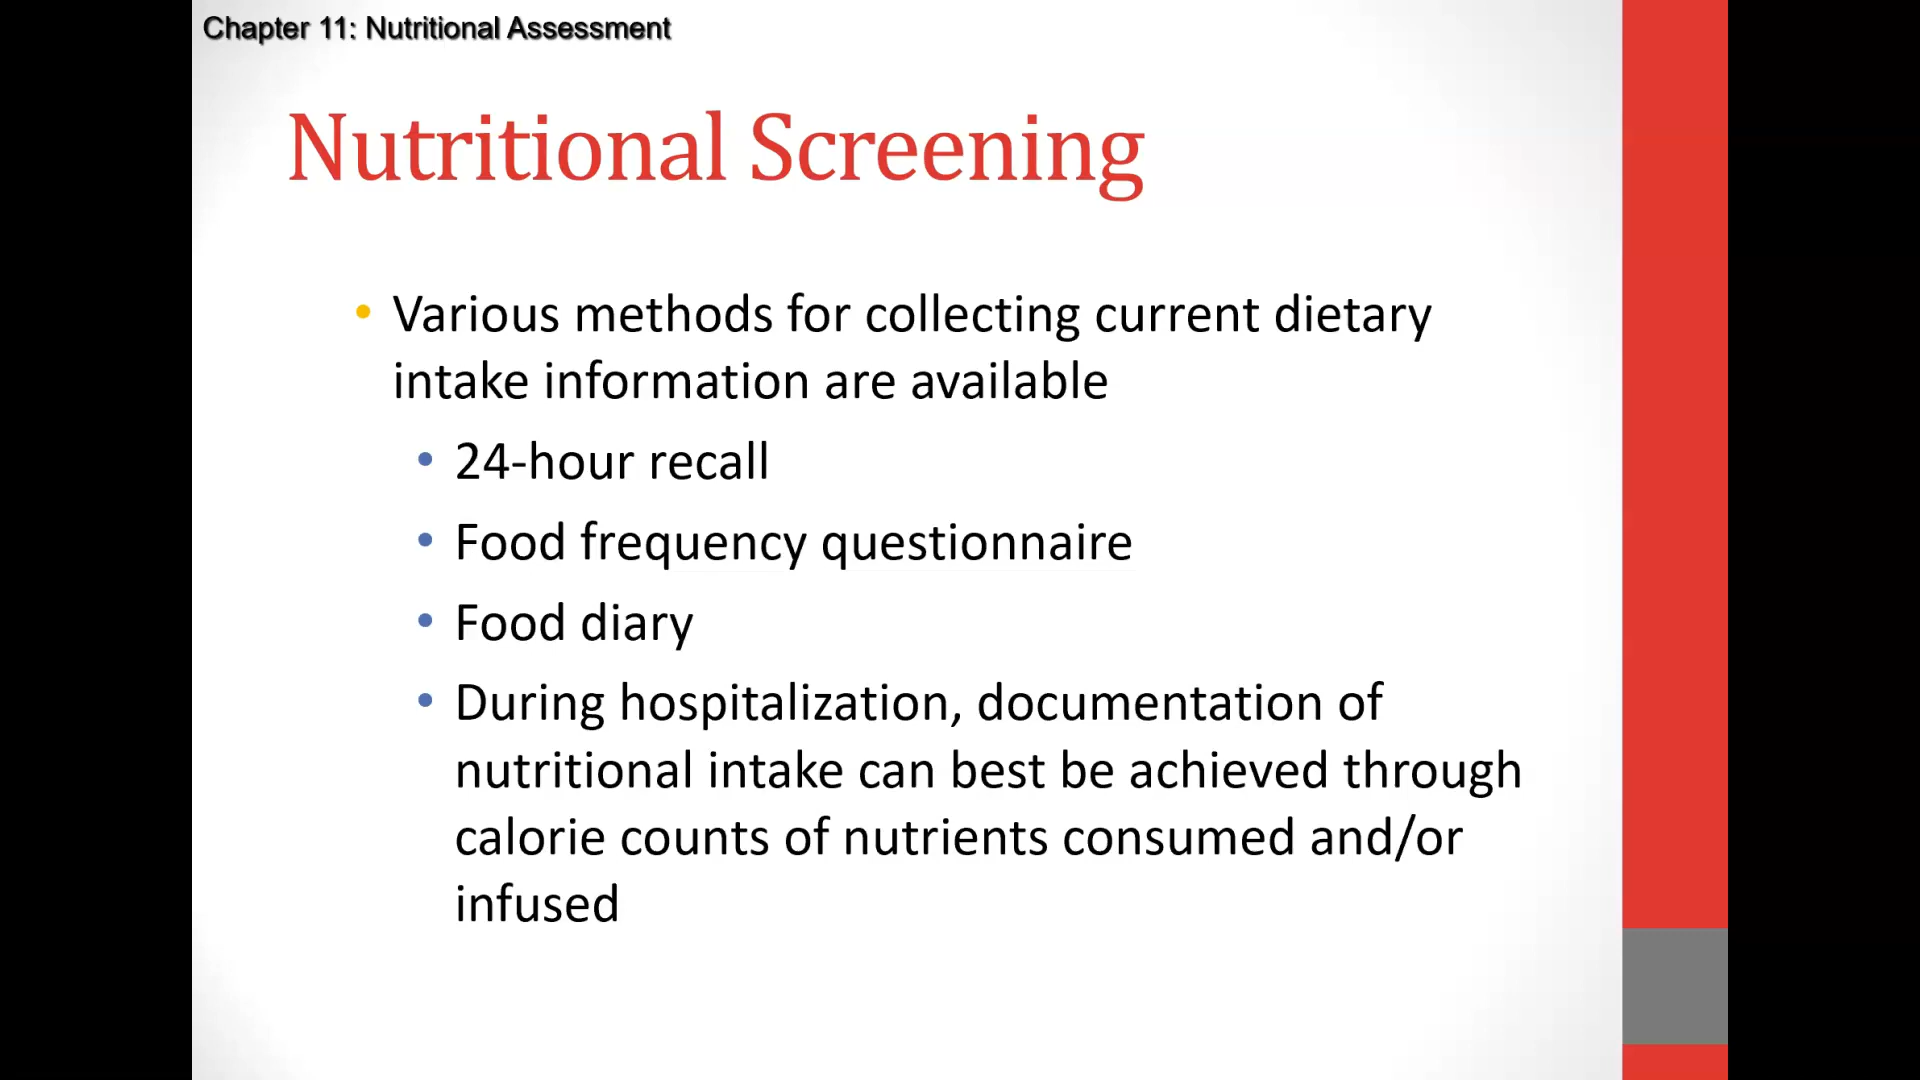 Chapter 11: Nutritional Assessment
Nutritional Screening
• Various methods for collecting current dietary
intake information are available
• 24-hour recall
• Food frequency questionnaire
• Food diary
• During hospitalization, documentation of
nutritional intake can best be achieved through
calorie counts of nutrients consumed and/or
infused